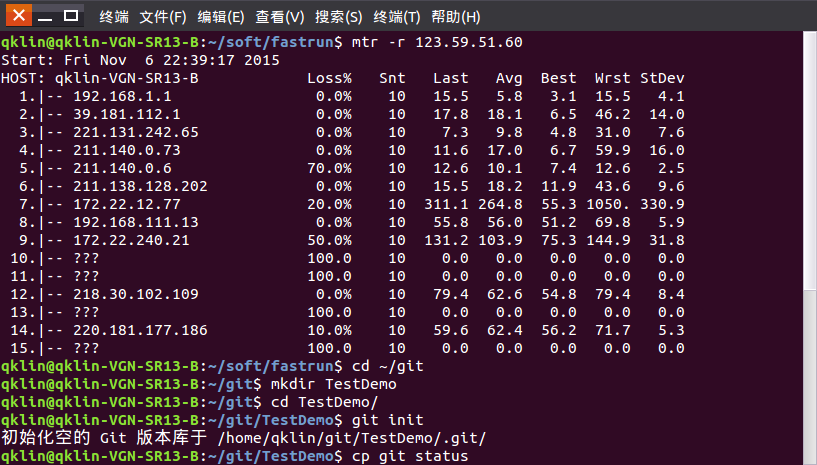 终端 文件(F) 编辑(E) 查看(V) 搜索(S) 终端(T) 帮助(H)
qklin@qklin-VGN-SR13-B:~/soft/fastrun$ mtr -r 123.59.51.60
Start: Fri Nov  6 22:39:17 2015
HOST: qklin-VGN-SR13-B            Loss%   Snt   Last   Avg  Best  Wrst StDev
  1.|-- 192.168.1.1                0.0%    10   15.5   5.8   3.1  15.5   4.1
  2.|-- 39.181.112.1               0.0%    10   17.8  18.1   6.5  46.2  14.0
  3.|-- 221.131.242.65             0.0%    10    7.3   9.8   4.8  31.0   7.6
  4.|-- 211.140.0.73               0.0%    10   11.6  17.0   6.7  59.9  16.0
  5.|-- 211.140.0.6               70.0%    10   12.6  10.1   7.4  12.6   2.5
  6.|-- 211.138.128.202            0.0%    10   15.5  18.2  11.9  43.6   9.6
  7.|-- 172.22.12.77              20.0%    10  311.1 264.8  55.3 1050. 330.9
  8.|-- 192.168.111.13             0.0%    10   55.8  56.0  51.2  69.8   5.9
  9.|-- 172.22.240.21             50.0%    10  131.2 103.9  75.3 144.9  31.8
 10.|-- ???                       100.0    10    0.0   0.0   0.0   0.0   0.0
 11.|-- ???                       100.0    10    0.0   0.0   0.0   0.0   0.0
 12.|-- 218.30.102.109             0.0%    10   79.4  62.6  54.8  79.4   8.4
 13.|-- ???                       100.0    10    0.0   0.0   0.0   0.0   0.0
 14.|-- 220.181.177.186           10.0%    10   59.6  62.4  56.2  71.7   5.3
 15.|-- ???                       100.0    10    0.0   0.0   0.0   0.0   0.0
qklin@qklin-VGN-SR13-B:~/soft/fastrun$ cd ~/git
qklin@qklin-VGN-SR13-B:~/git$ mkdir TestDemo
qklin@qklin-VGN-SR13-B:~/git$ cd TestDemo/
qklin@qklin-VGN-SR13-B:~/git/TestDemo$ git init
初始化空的 Git 版本库于 /home/qklin/git/TestDemo/.git/
qklin@qklin-VGN-SR13-B:~/git/TestDemo$ cp git status